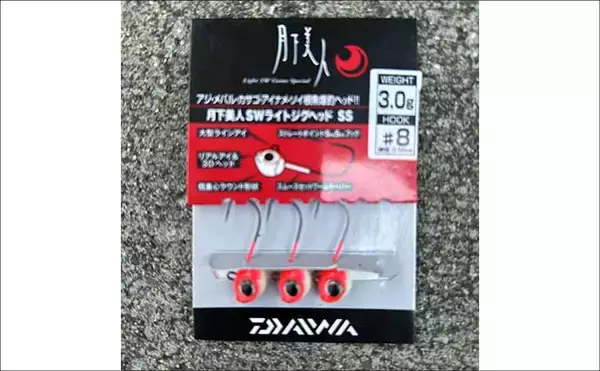 月下美人
Light SW Game Special
アジ・メバル・カサゴ・アイナメ・ソイ根魚爆釣ヘッド!!
月下美人SWライトジグヘッド SS
WEIGHT
3.0g
HOOK
#8
大型ラインアイ
リアルアイ&
3Dヘッド
低重心ラウンド形状
DAIWA